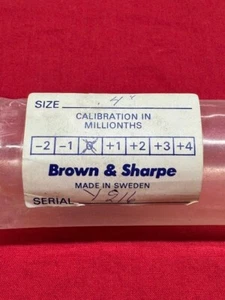 SIZE .4"
CALIBRATION IN
MILLIONTHS
-2 -1 0 +1 +2 +3 +4
Brown & Sharpe
MADE IN SWEDEN
SERIAL